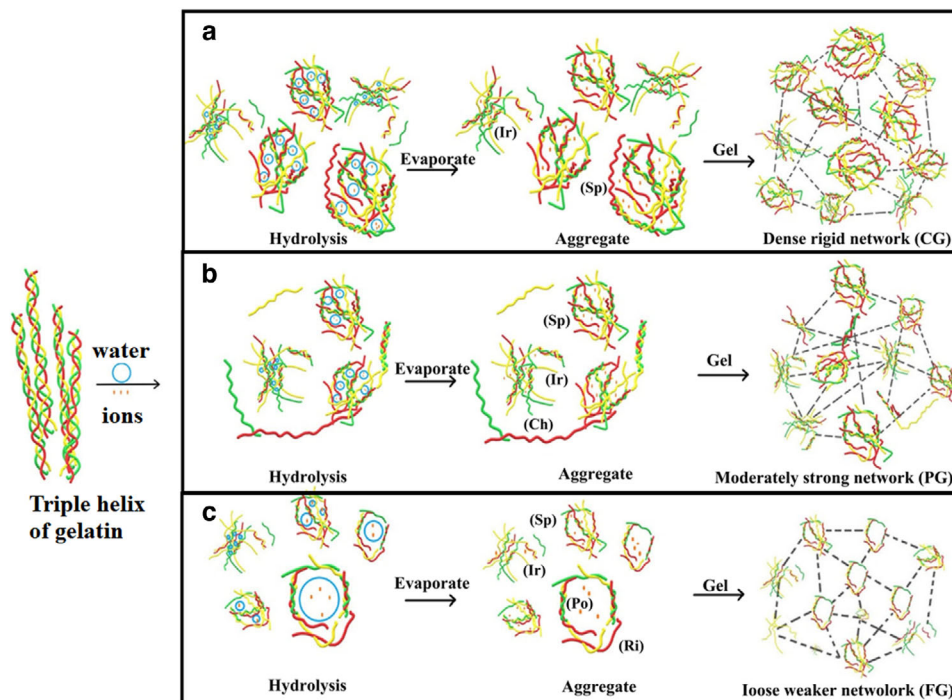 a
(Ir)
Evaporate
Gel
(Sp)
Hydrolysis
Aggregate
Dense rigid network (CG)
water
ions
Triple helix
of gelatin
b
(Sp)
Evaporate
(Ir)
Gel
(Ch)
Hydrolysis
Aggregate
Moderately strong network (PG)
c
(Sp)
(Ir)
Evaporate
Gel
(Po)
(Ri)
Hydrolysis
Aggregate
loose weaker netwolork (FG)